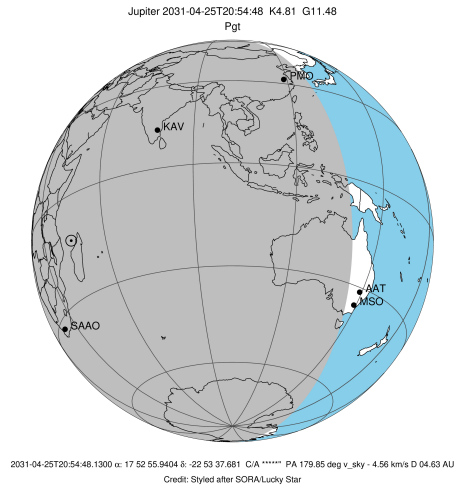 Jupiter 2031-04-25T20:54:48 K4.81 G11.48
Pgt
PMO
KAV
AAT
MSO
SAAO
2031-04-25T20:54:48.1300 α: 17 52 55.9404 δ: -22 53 37.681 C/A *****" PA 179.85 deg v_sky - 4.56 km/s D 04.63 AU
Credit: Styled after SORA/Lucky Star